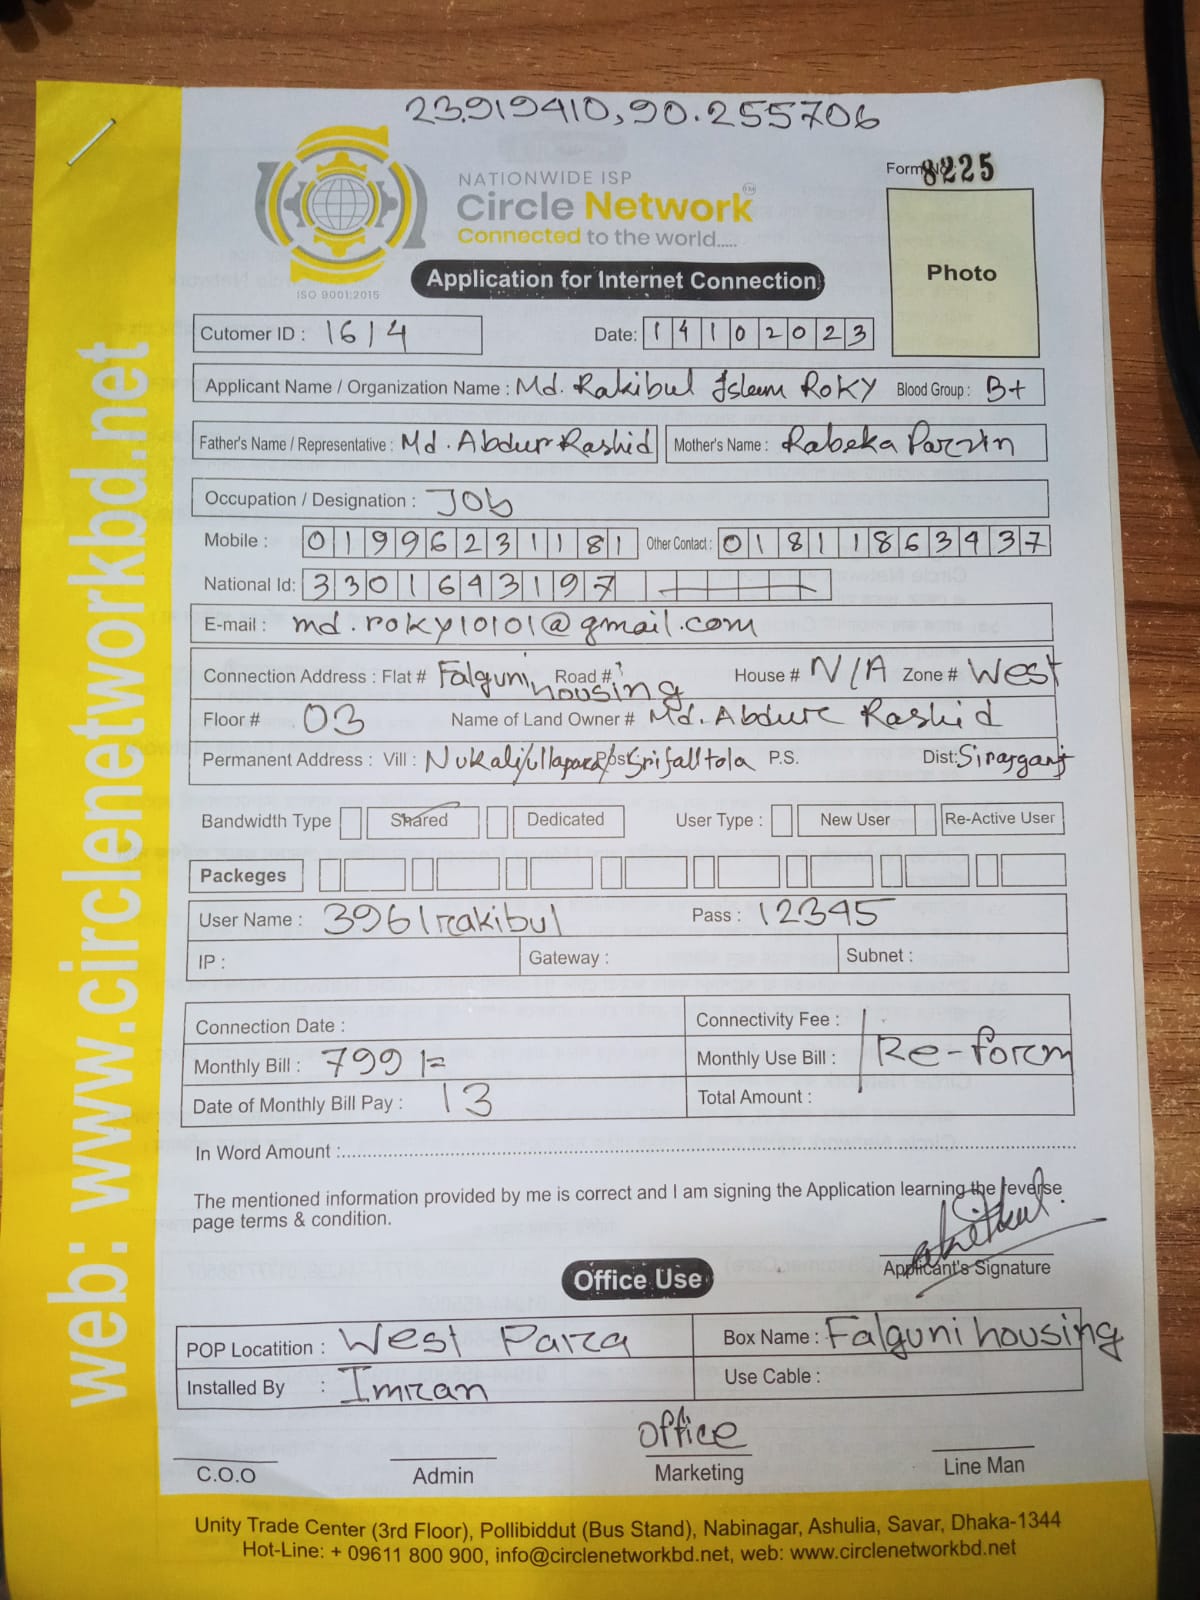 23.919410,90.255706
NATIONWIDE ISP
Circle Network TM
Connected to the world.....
ISO 9001:2015
Form No: 8225
Photo
Application for Internet Connection
Cutomer ID : 1614 Date: 14102023
Applicant Name / Organization Name : Md. Rakibul Islam Roky Blood Group : B+
Father's Name / Representative : Md. Abdur Rashid Mother's Name : Rabeka Parvin
Occupation / Designation : Job
Mobile : 01996231181 Other Contact : 01811863437
National Id: 3301643197
E-mail : md.roky10101@gmail.com
Connection Address : Flat # Falguni housing Road # House # N/A Zone # West
Floor # 03 Name of Land Owner # Md. Abdur Rashid
Permanent Address : Vill : Nukali/ullapara Post Srifaltola P.S. Dist: Sirajganj
Bandwidth Type Shared Dedicated User Type : New User Re-Active User
Packeges
User Name : 3961rakibul Pass : 12345
IP : Gateway : Subnet :
Connection Date : Connectivity Fee :
Monthly Bill : 799/= Monthly Use Bill : Re-form
Date of Monthly Bill Pay : 13 Total Amount :
In Word Amount :
The mentioned information provided by me is correct and I am signing the Application learning the reverse
page terms & condition.
Applicant's Signature
Office Use
POP Locatition : West Para Box Name : Falguni housing
Installed By : Imran Use Cable :
office
C.O.O Admin Marketing Line Man
Unity Trade Center (3rd Floor), Pollibiddut (Bus Stand), Nabinagar, Ashulia, Savar, Dhaka-1344
Hot-Line: + 09611 800 900, info@circlenetworkbd.net, web: www.circlenetworkbd.net
web: www.circlenetworkbd.net